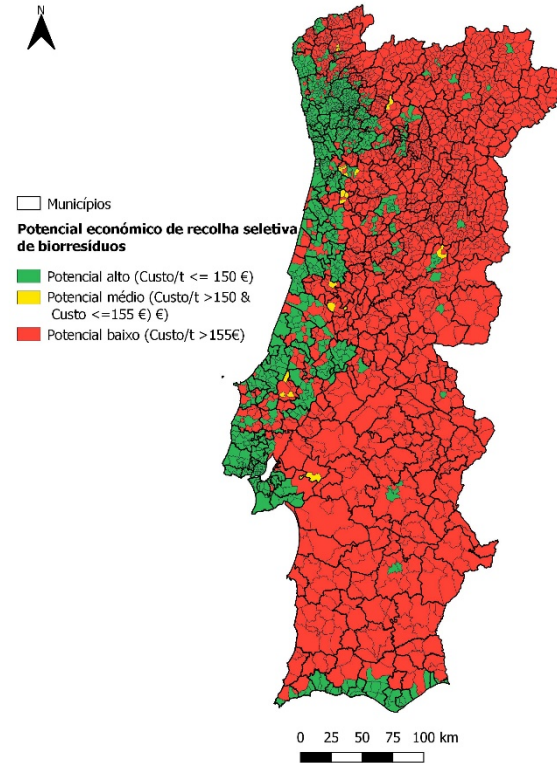 N
Municípios
Potencial económico de recolha seletiva
de biorresíduos
Potencial alto (Custo/t <= 150 €)
Potencial médio (Custo/t >150 &
Custo <=155 €) €)
Potencial baixo (Custo/t >155€)
0 25 50 75 100 km